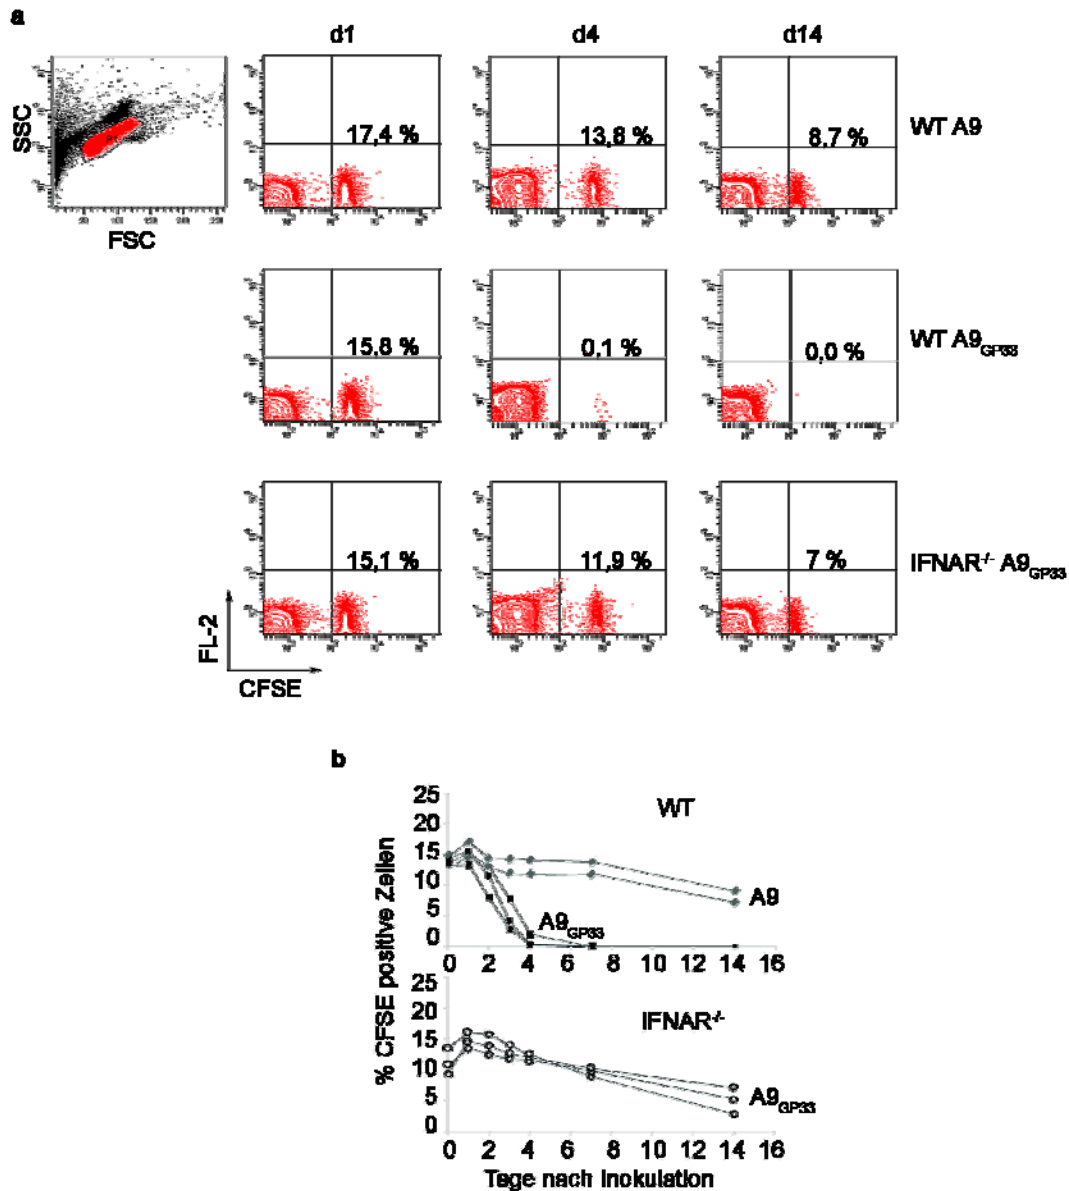 a
d1
d4
d14
SSC
FSC
17,4 %
13,8 %
8,7 %
WT A9
15,8 %
0,1 %
0,0 %
WT A9GP33
15,1 %
11,9 %
7 %
IFNAR-/- A9GP33
FL-2
CFSE
b
% CFSE positive Zellen
25
20
15
10
5
0
WT
A9
A9GP33
0 2 4 6 8 10 12 14 16
25
20
15
10
5
0
IFNAR-/-
A9GP33
0 2 4 6 8 10 12 14 16
Tage nach Inokulation